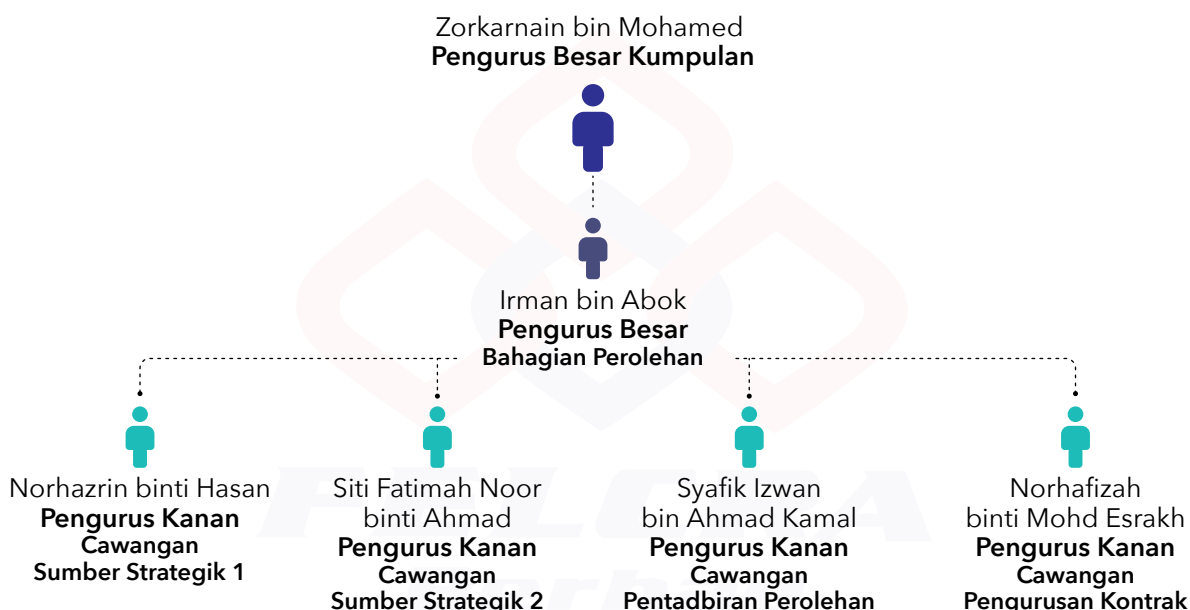 Zorkarnain bin Mohamed
Pengurus Besar Kumpulan
Irman bin Abok
Pengurus Besar
Bahagian Perolehan
Norhazrin binti Hasan
Pengurus Kanan
Cawangan
Sumber Strategik 1
Siti Fatimah Noor
binti Ahmad
Pengurus Kanan
Cawangan
Sumber Strategik 2
Syafik Izwan
bin Ahmad Kamal
Pengurus Kanan
Cawangan
Pentadbiran Perolehan
Norhafizah
binti Mohd Esrakh
Pengurus Kanan
Cawangan
Pengurusan Kontrak
FELCRA
Berhad